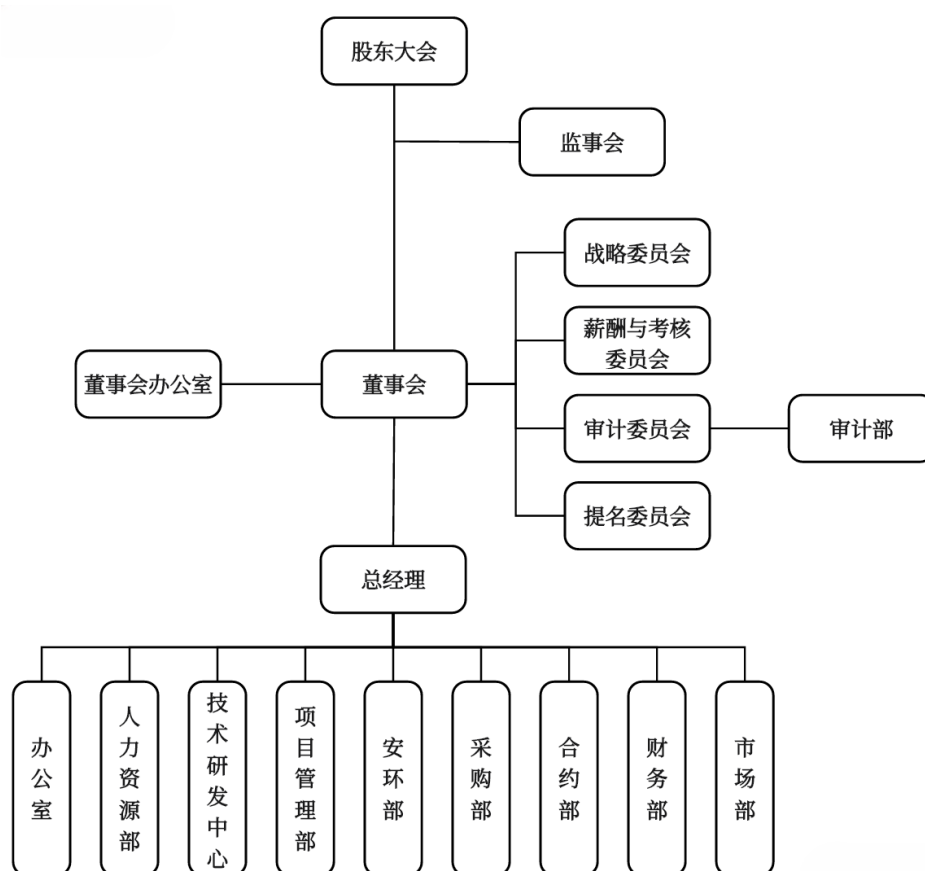 股东大会
监事会
战略委员会
薪酬与考核
委员会
董事会办公室
董事会
审计委员会
审计部
提名委员会
总经理
办公室
人力资源部
技术研发中心
项目管理部
安环部
采购部
合约部
财务部
市场部